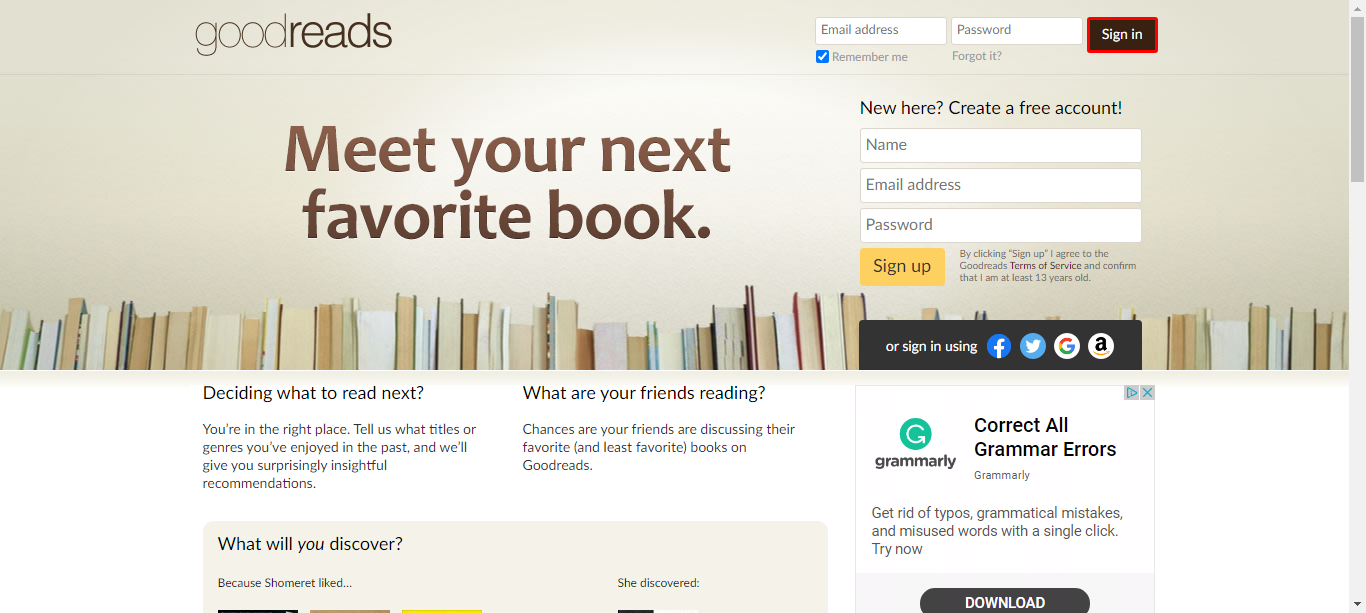 goodreads
Email address
Password
Sign in
Remember me
Forgot it?
Meet your next
favorite book.
New here? Create a free account!
Name
Email address
Password
Sign up
By clicking “Sign up” I agree to the
Goodreads Terms of Service and confirm
that I am at least 13 years old.
or sign in using
Deciding what to read next?
You’re in the right place. Tell us what titles or
genres you’ve enjoyed in the past, and we’ll
give you surprisingly insightful
recommendations.
What are your friends reading?
Chances are your friends are discussing their
favorite (and least favorite) books on
Goodreads.
What will you discover?
Because Shomeret liked…
She discovered:
grammarly
Correct All
Grammar Errors
Grammarly
Get rid of typos, grammatical mistakes,
and misused words with a single click.
Try now
DOWNLOAD